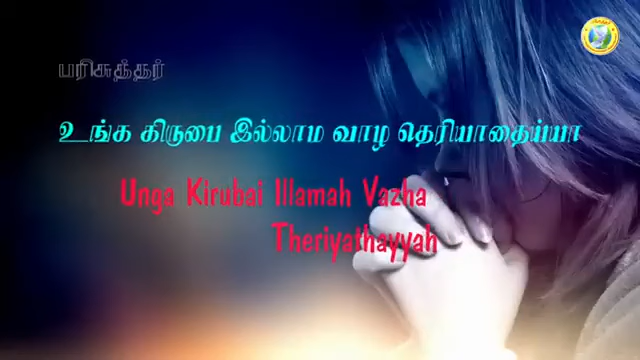 பரிசுத்தர்
உங்க கிருபை இல்லாம வாழ தெரியாதைய்யா
Unga Kirubai Illamah Vazha
Theriyathayyah